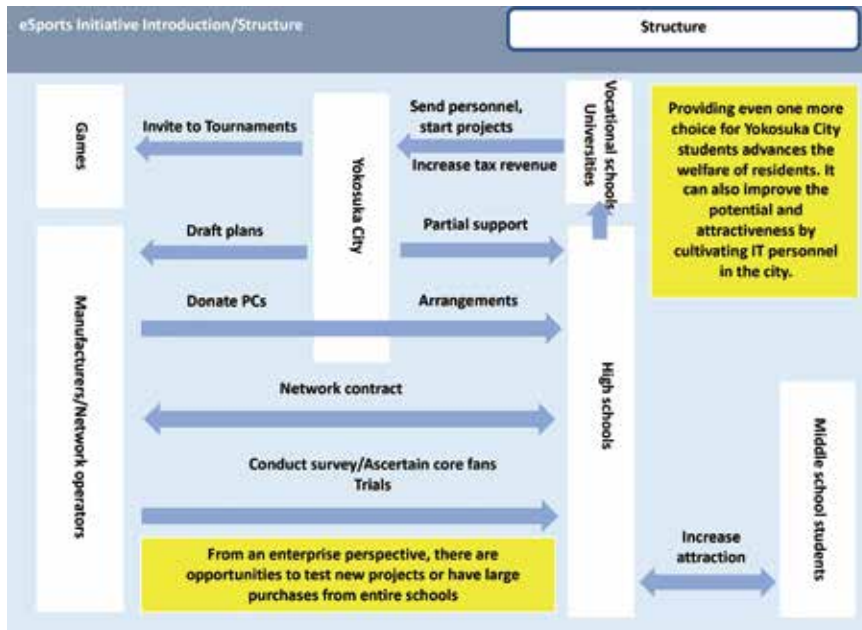 eSports Initiative Introduction/Structure
Structure
Games
Invite to Tournaments
Yokosuka City
Send personnel,
start projects
Increase tax revenue
Vocational schools,
Universities
Providing even one more
choice for Yokosuka City
students advances the
welfare of residents. It
can also improve the
potential and
attractiveness by
cultivating IT personnel
in the city.
Draft plans
Partial support
Manufacturers/Network operators
Donate PCs
Arrangements
High schools
Network contract
Conduct survey/Ascertain core fans
Trials
Middle school students
Increase
attraction
From an enterprise perspective, there are
opportunities to test new projects or have large
purchases from entire schools